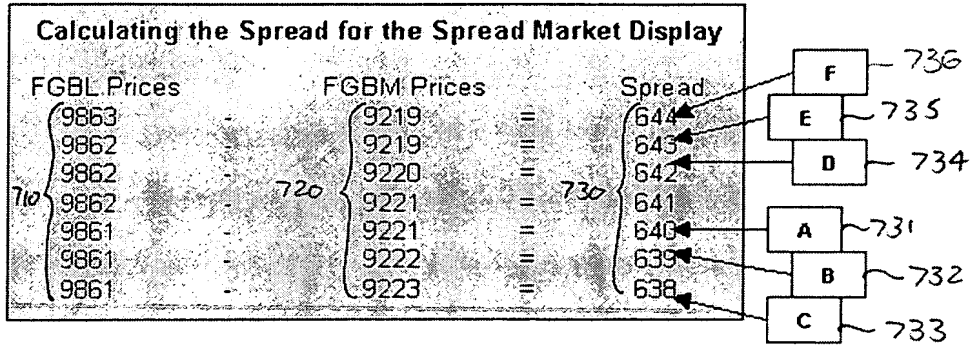 Calculating the Spread for the Spread Market Display
FGBL Prices FGBM Prices Spread
9863 - 9219 = 644 F 736
9862 - 9219 = 643 E 735
9862 - 9220 = 642 D 734
710 9862 - 720 9221 = 730 641
9861 - 9221 = 640 A 731
9861 - 9222 = 639 B 732
9861 - 9223 = 638 C 733